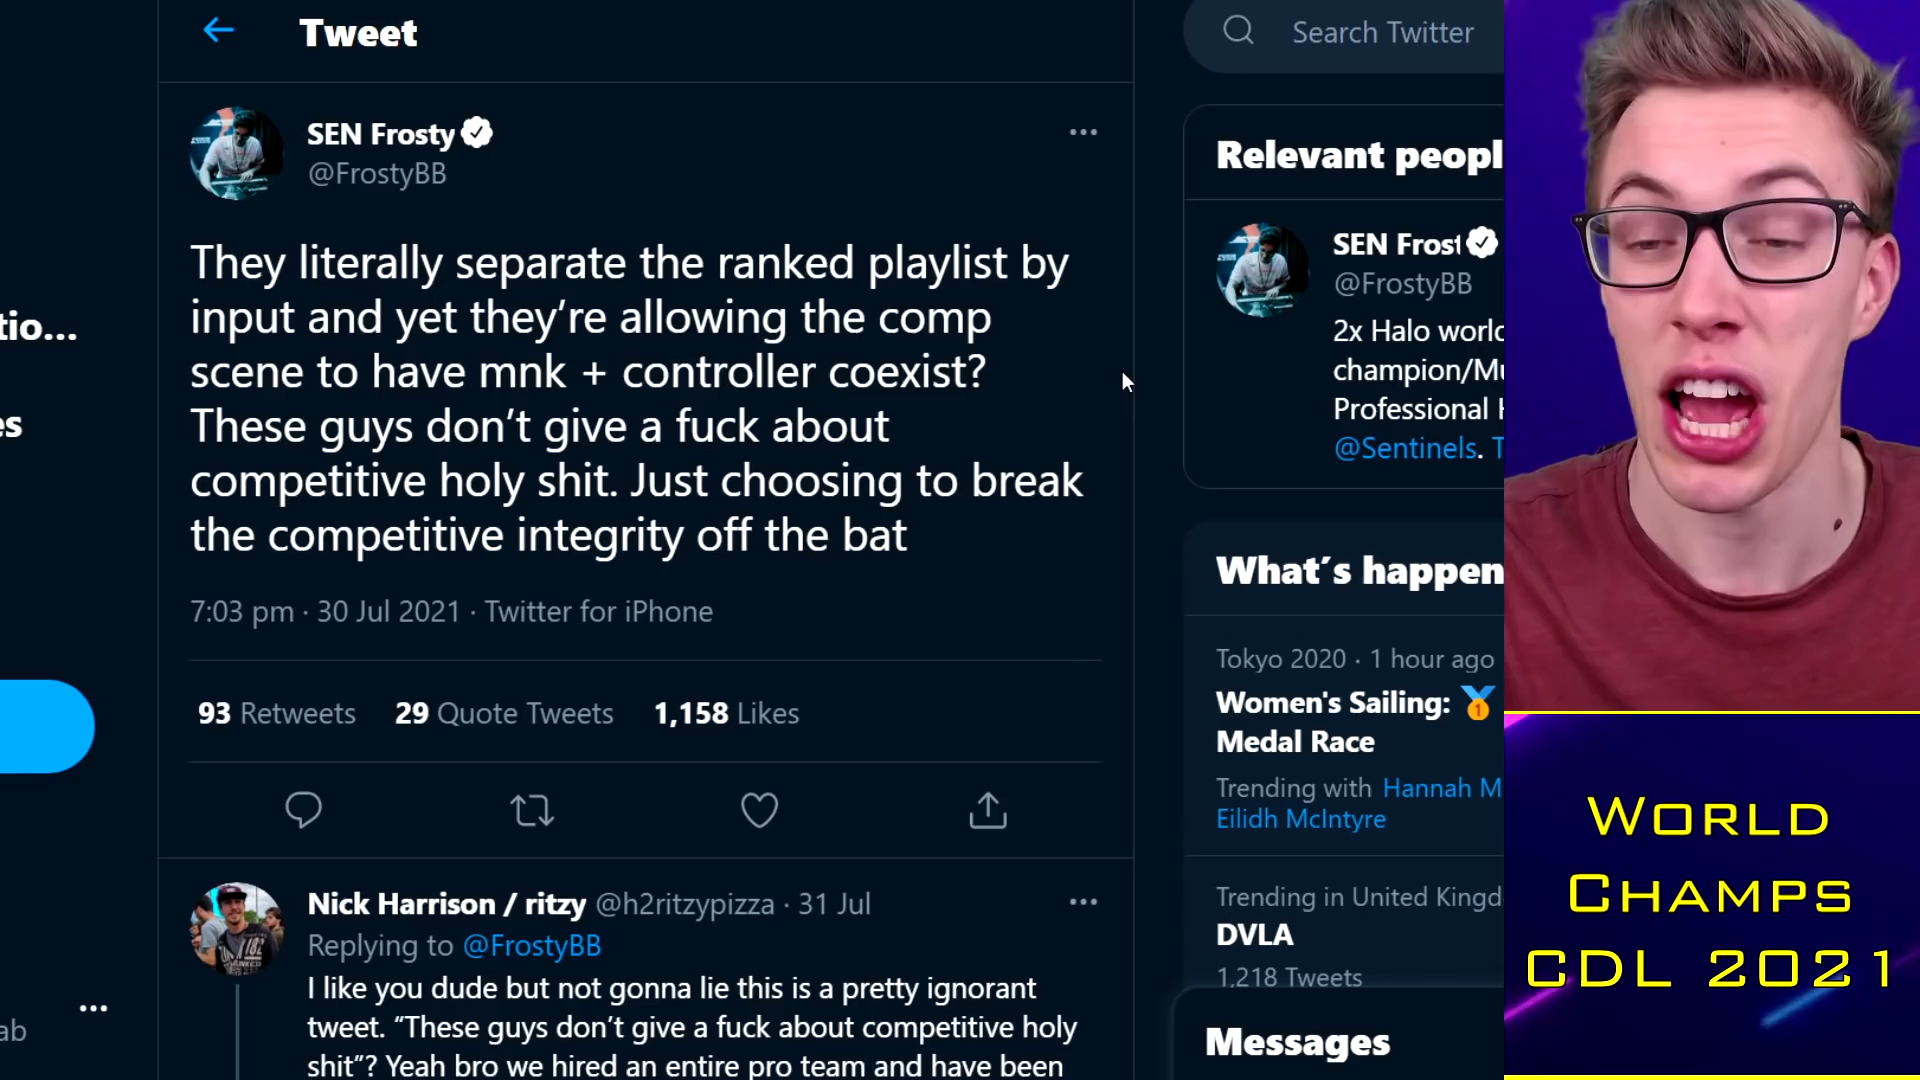 Tweet
Search Twitter
SEN Frosty
@FrostyBB
They literally separate the ranked playlist by
input and yet they’re allowing the comp
scene to have mnk + controller coexist?
These guys don’t give a fuck about
competitive holy shit. Just choosing to break
the competitive integrity off the bat
7:03 pm · 30 Jul 2021 · Twitter for iPhone
93 Retweets 29 Quote Tweets 1,158 Likes
Nick Harrison / ritzy @h2ritzypizza · 31 Jul
Replying to @FrostyBB
I like you dude but not gonna lie this is a pretty ignorant
tweet. “These guys don’t give a fuck about competitive holy
shit”? Yeah bro we hired an entire pro team and have been
Relevant peopl
SEN Frost
@FrostyBB
2x Halo world
champion/Mu
Professional H
@Sentinels. T
What's happen
Tokyo 2020 · 1 hour ago
Women's Sailing:
Medal Race
Trending with Hannah M
Eilidh McIntyre
Trending in United Kingd
DVLA
1,218 Tweets
Messages
tio...
es
ab
WORLD
CHAMPS
CDL 2021